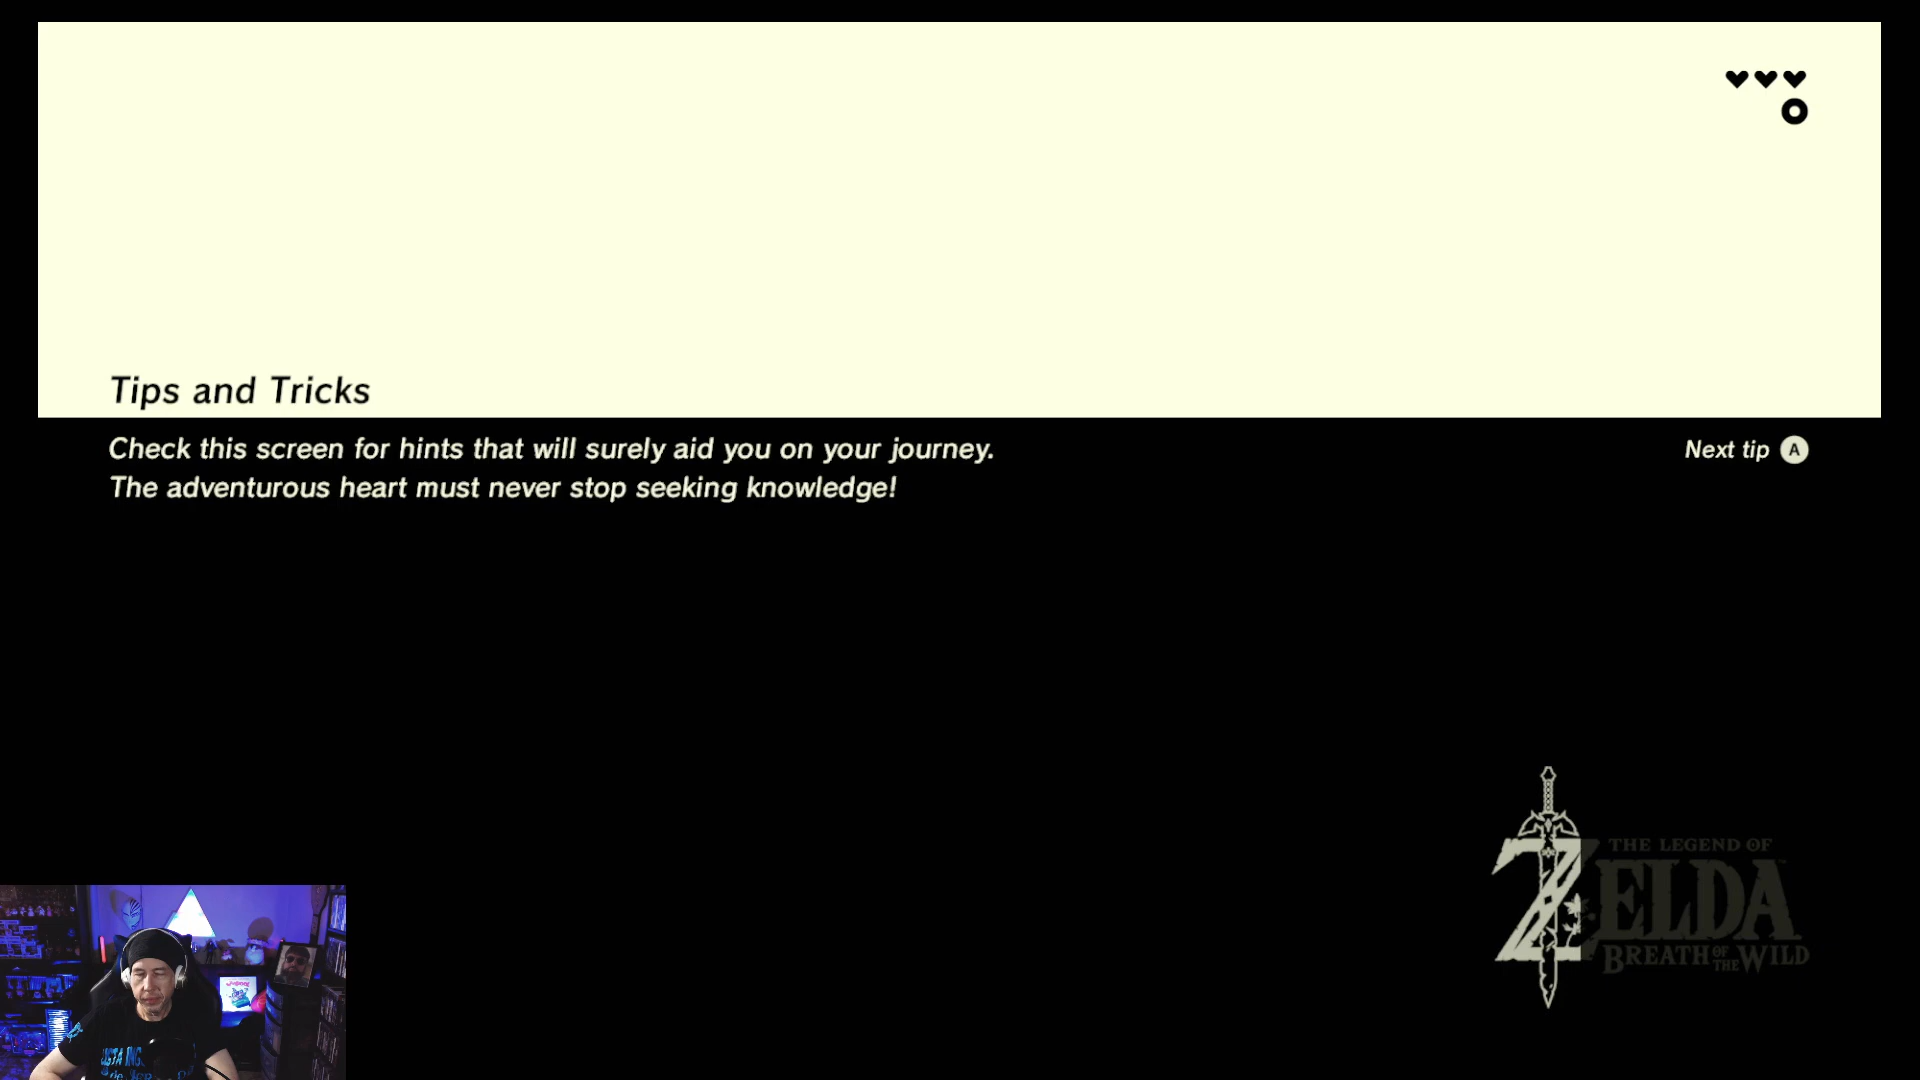 Tips and Tricks
Check this screen for hints that will surely aid you on your journey.
Next tip A
The adventurous heart must never stop seeking knowledge!
THE LEGEND OF
ZELDA
BREATH OF THE WILD